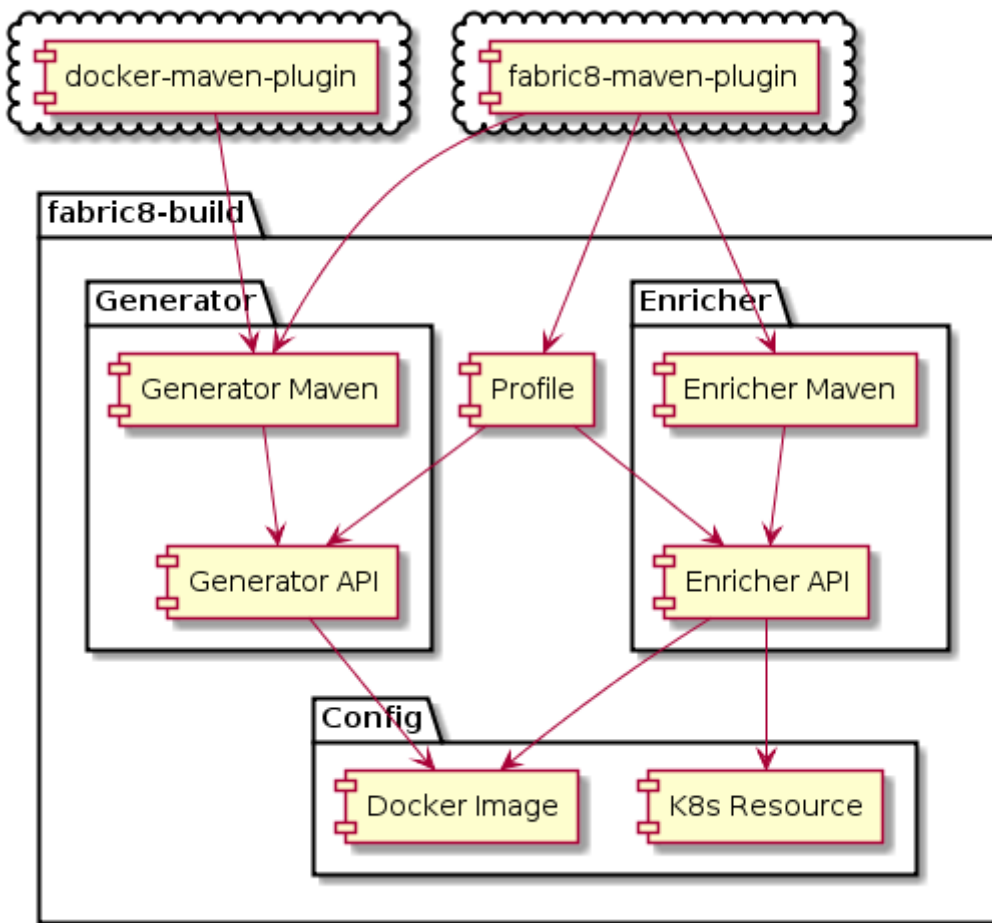 docker-maven-plugin
fabric8-maven-plugin
fabric8-build
Generator
Enricher
Generator Maven
Profile
Enricher Maven
Generator API
Enricher API
Config
Docker Image
K8s Resource